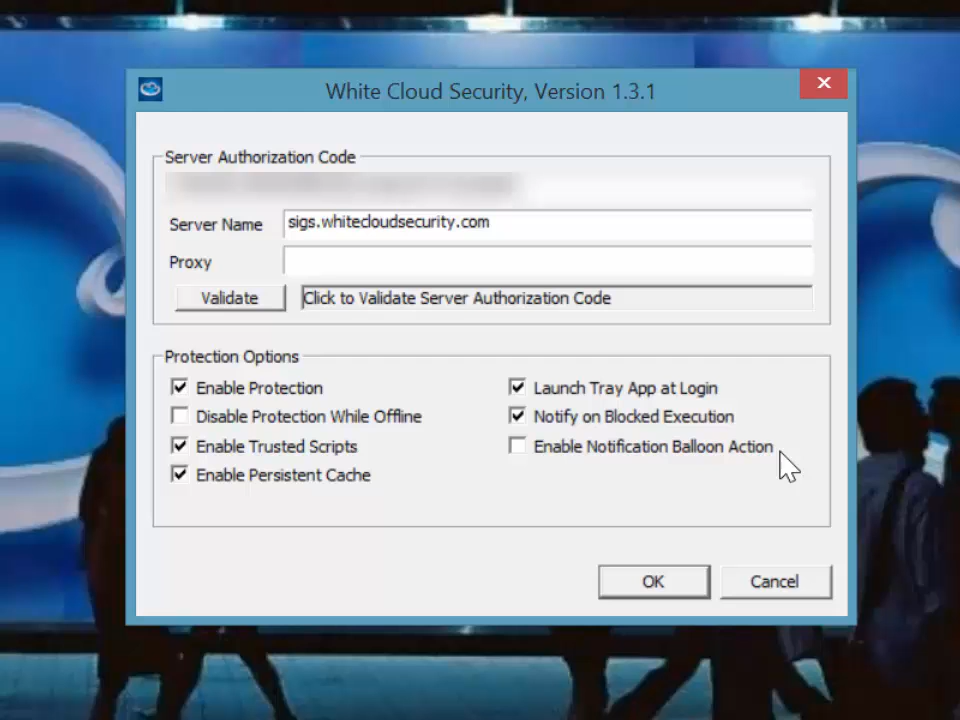 White Cloud Security, Version 1.3.1
Server Authorization Code
Server Name sigs.whitecloudsecurity.com
Proxy
Validate Click to Validate Server Authorization Code
Protection Options
Enable Protection Launch Tray App at Login
Disable Protection While Offline Notify on Blocked Execution
Enable Trusted Scripts Enable Notification Balloon Action
Enable Persistent Cache
OK Cancel